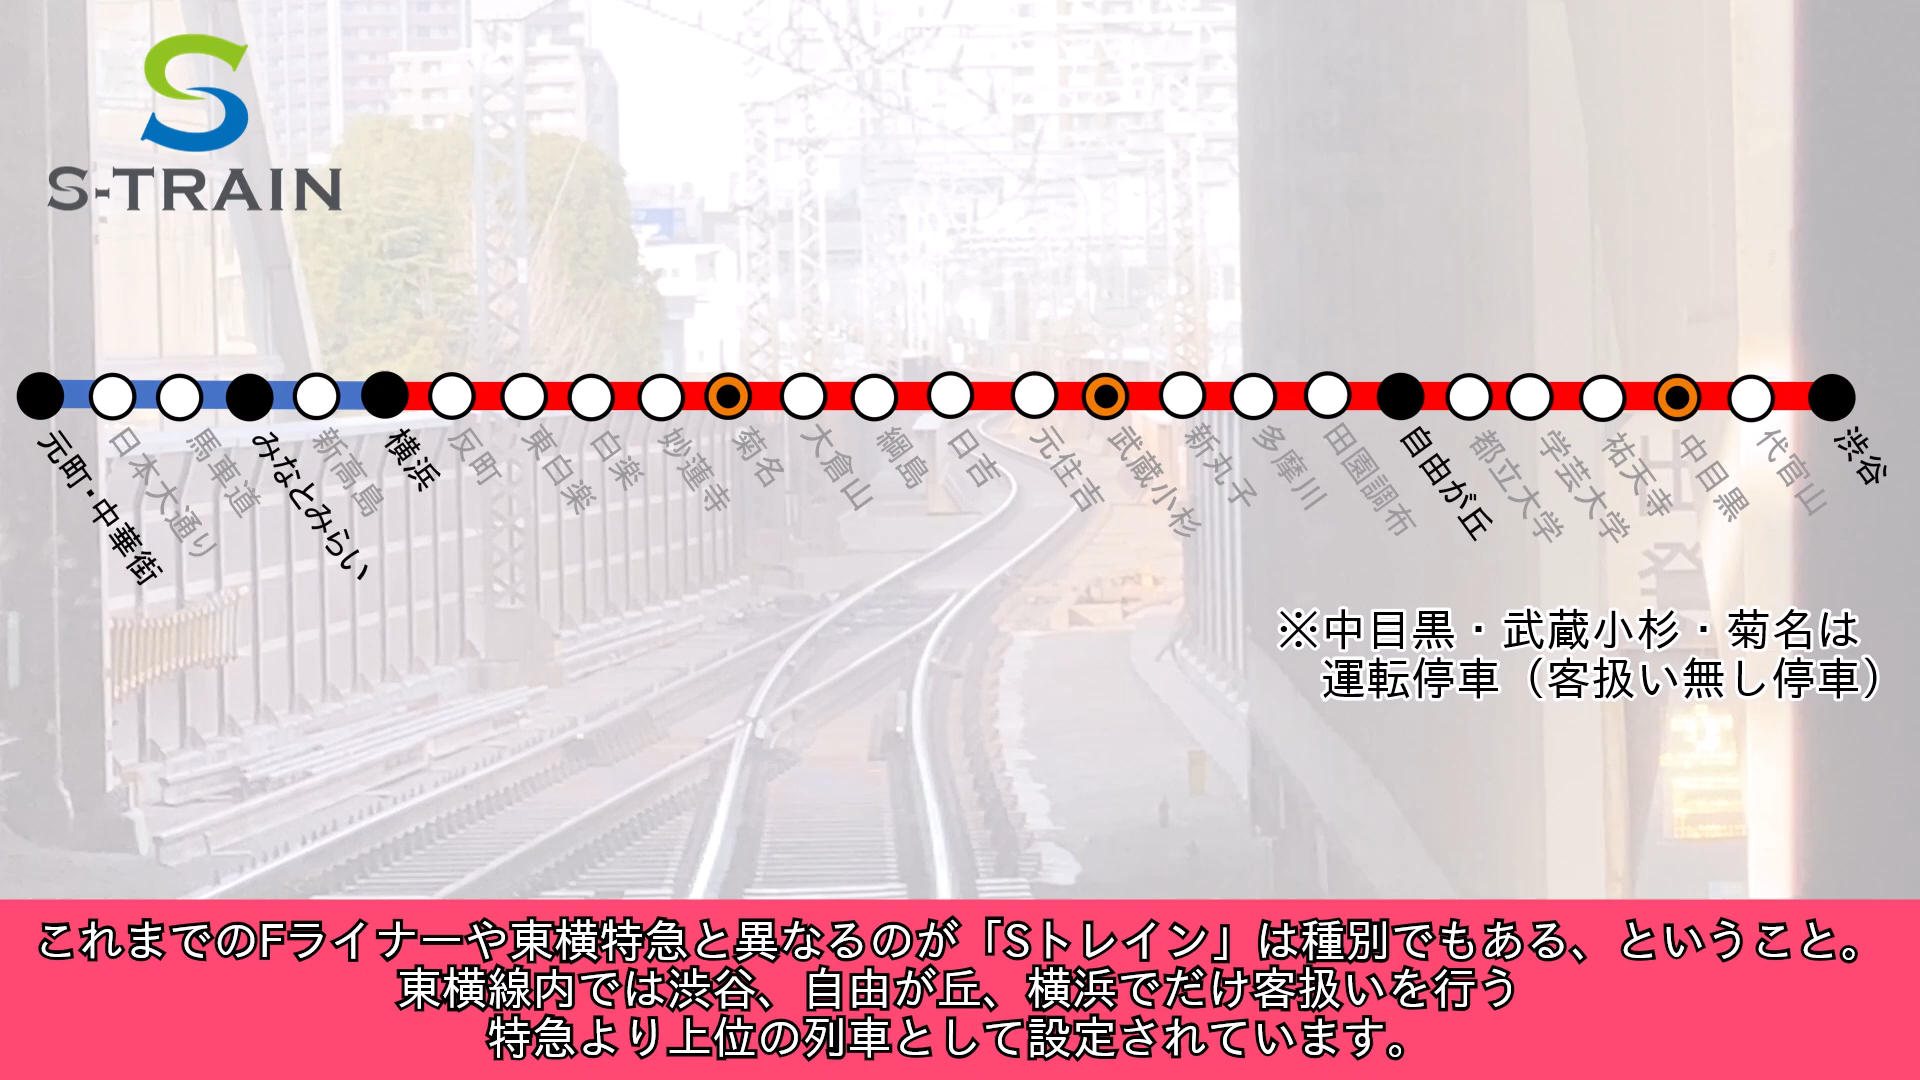 S-TRAIN
元町・中華街
日本大通り
馬車道
みなとみらい
新高島
横浜
反町
東白楽
白楽
妙蓮寺
菊名
大倉山
綱島
日吉
元住吉
武蔵小杉
新丸子
多摩川
田園調布
自由が丘
都立大学
学芸大学
祐天寺
中目黒
代官山
渋谷
※中目黒・武蔵小杉・菊名は
運転停車（客扱い無し停車）
これまでのFライナーや東横特急と異なるのが「Sトレイン」は種別でもある、ということ。
東横線内では渋谷、自由が丘、横浜でだけ客扱いを行う
特急より上位の列車として設定されています。